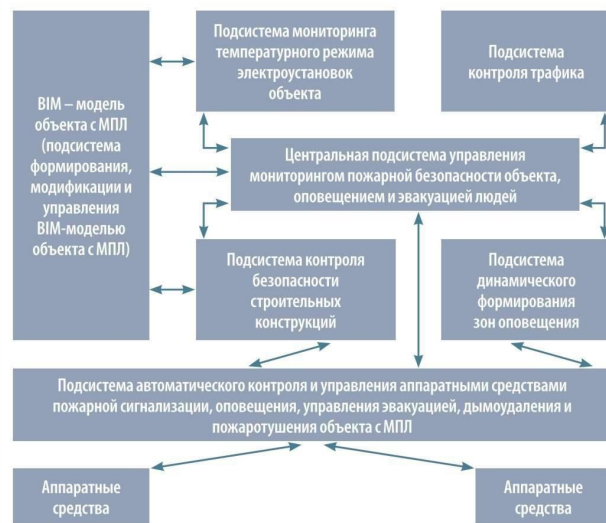 BIM – модель
объекта с МПЛ
(подсистема
формирования,
модификации и
управления
BIM-моделью
объекта с МПЛ)
Подсистема мониторинга
температурного режима
электроустановок
объекта
Подсистема
контроля трафика
Центральная подсистема управления
мониторингом пожарной безопасности объекта,
оповещением и эвакуацией людей
Подсистема контроля
безопасности
строительных
конструкций
Подсистема
динамического
формирования
зон оповещения
Подсистема автоматического контроля и управления аппаратными средствами
пожарной сигнализации, оповещения, управления эвакуацией, дымоудаления и
пожаротушения объекта с МПЛ
Аппаратные
средства
Аппаратные
средства